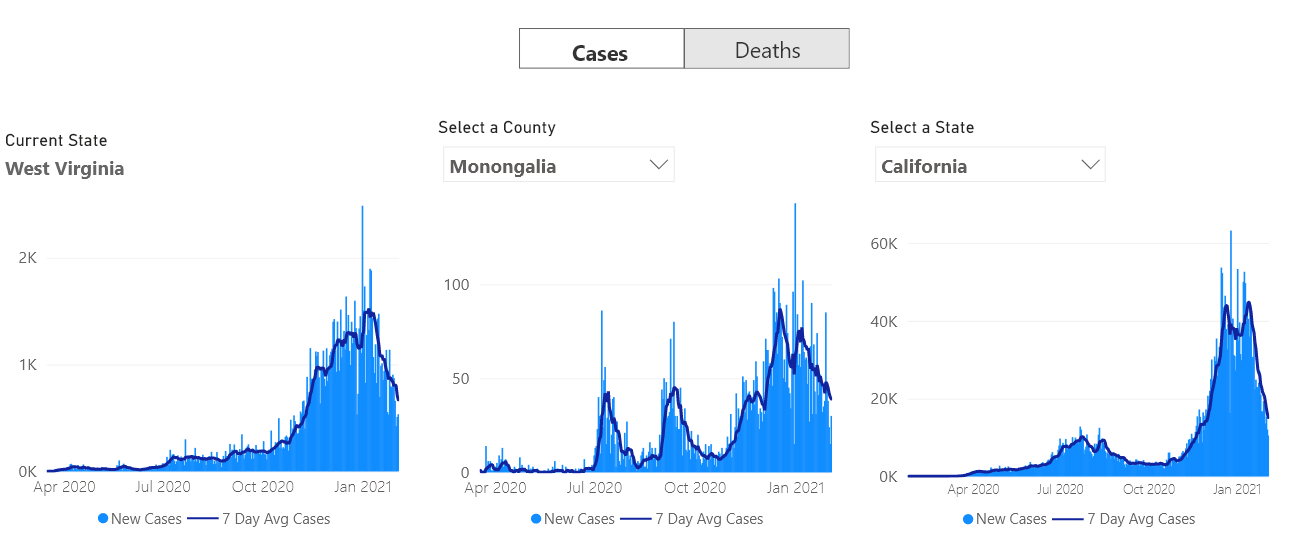 Cases Deaths
Current State
West Virginia
Select a County
Monongalia
Select a State
California
2K
1K
0K
Apr 2020 Jul 2020 Oct 2020 Jan 2021
New Cases 7 Day Avg Cases
100
50
0
Apr 2020 Jul 2020 Oct 2020 Jan 2021
New Cases 7 Day Avg Cases
60K
40K
20K
0K
Apr 2020 Jul 2020 Oct 2020 Jan 2021
New Cases 7 Day Avg Cases